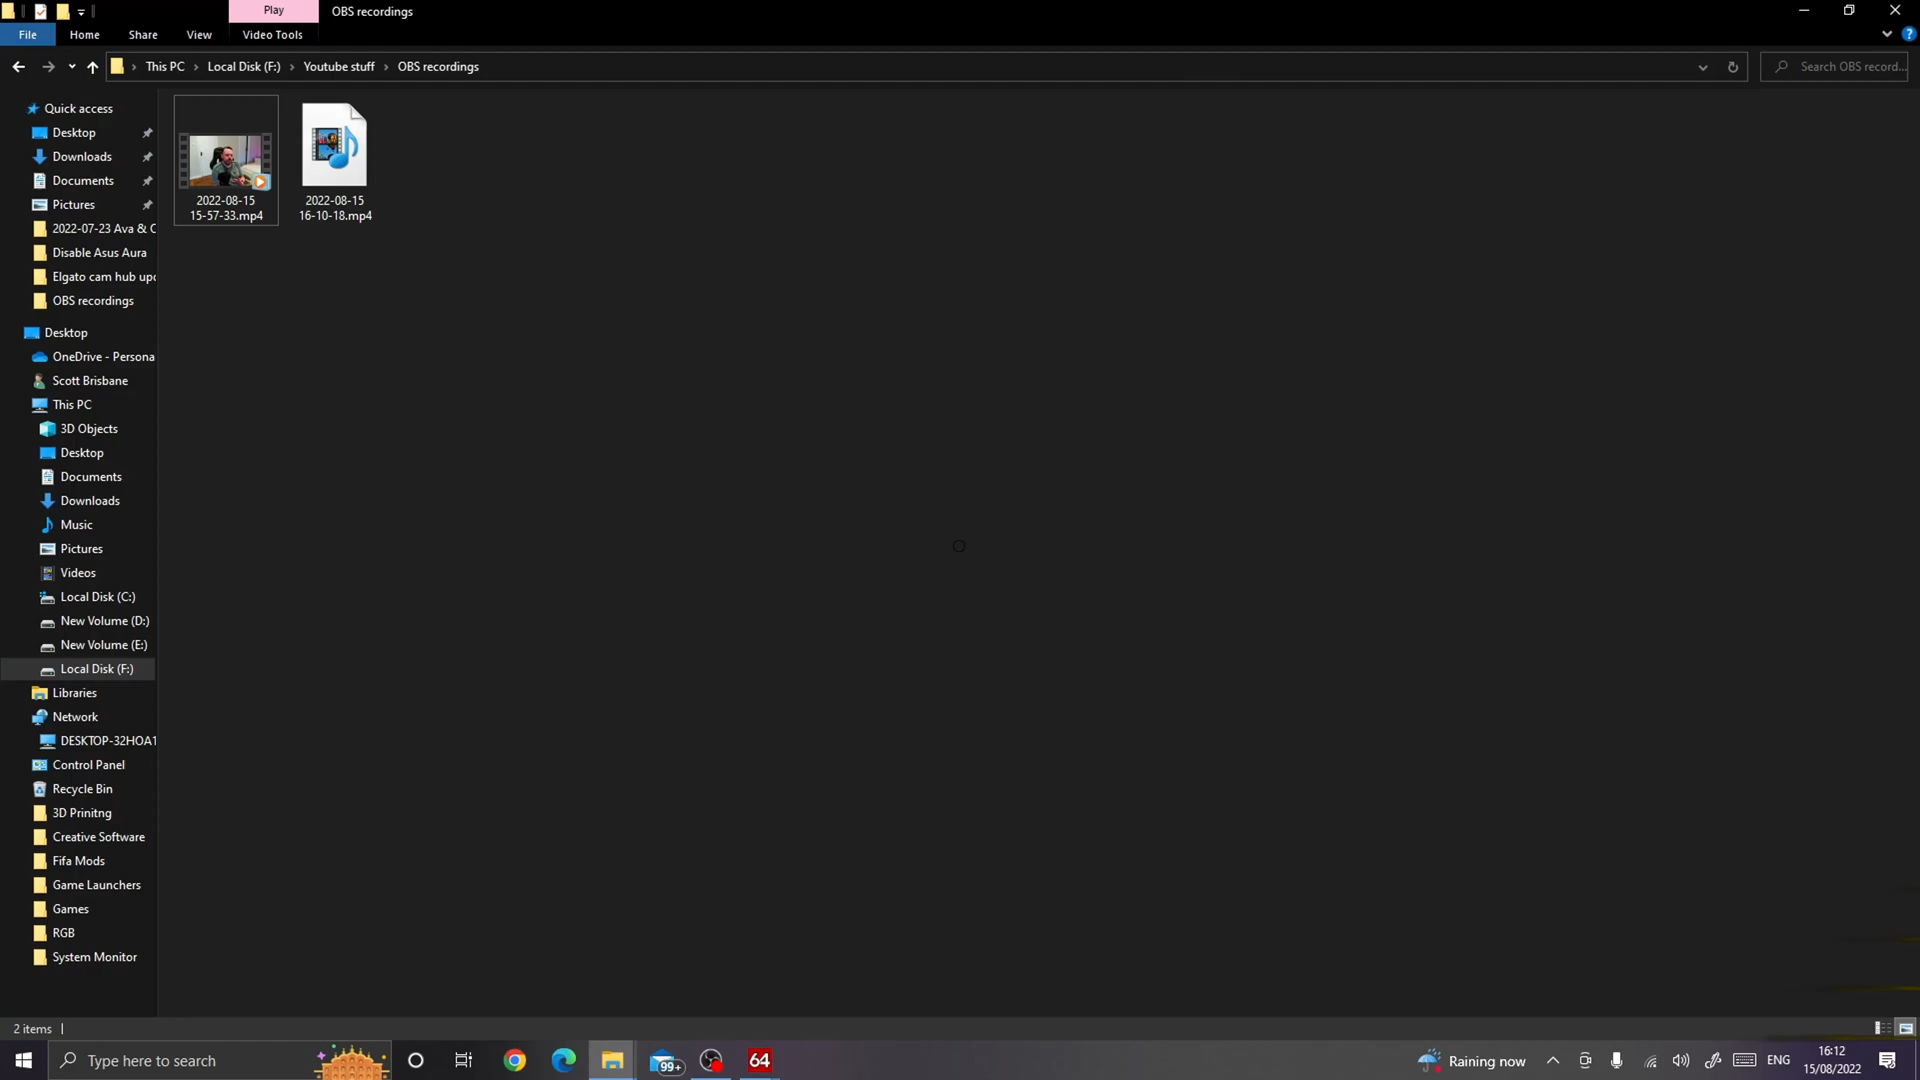 Play
OBS recordings
File
Home
Share
View
Video Tools
This PC
Local Disk (F:)
Youtube stuff
OBS recordings
Search OBS record...
Quick access
Desktop
Downloads
Documents
Pictures
2022-07-23 Ava & C
Disable Asus Aura
Elgato cam hub upd
OBS recordings
Desktop
OneDrive - Persona
Scott Brisbane
This PC
3D Objects
Desktop
Documents
Downloads
Music
Pictures
Videos
Local Disk (C:)
New Volume (D:)
New Volume (E:)
Local Disk (F:)
Libraries
Network
DESKTOP-32HOA1
Control Panel
Recycle Bin
3D Prinitng
Creative Software
Fifa Mods
Game Launchers
Games
RGB
System Monitor
2022-08-15
15-57-33.mp4
2022-08-15
16-10-18.mp4
2 items
Type here to search
99+
64
Raining now
ENG
16:12
15/08/2022